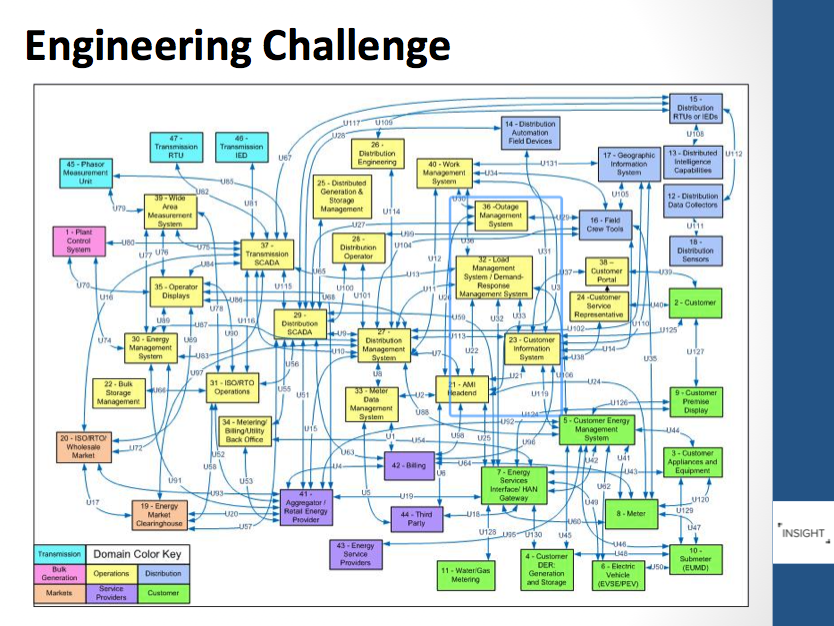 Engineering Challenge
15 -
Distribution
RTUs or IEDs
14 - Distribution
Automation
Field Devices
U117
U109
U108
U112
47 -
Transmission
RTU
46 -
Transmission
IED
26 -
Distribution
Engineering
U67
45 - Phasor
Measurement
Unit
40 - Work
Management
System
U131
U34
17 - Geographic
Information
System
13 - Distributed
Intelligence
Capabilities
U65
U62
U81
25 - Distributed
Generation &
Storage
Management
U105
12 - Distribution
Data Collectors
U79
39 - Wide
Area
Measurement
System
U114
36 -Outage
Management
System
16 - Field
Crew Tools
U111
U27
U99
1 - Plant
Control
System
U80
U75
U77
U76
37 -
Transmission
SCADA
28 -
Distribution
Operator
U104
U31
18 -
Distribution
Sensors
U84
U65
U13
U12
32 - Load
Management
System / Demand-
Response
Management System
U37
38 -
Customer
Portal
U39
U70
U16
35 - Operator
Displays
U115
U100
U101
U11
24 -Customer
Service
Representative
2 - Customer
U78
U86
U68
U59
U32
U33
U89
U87
U116
29 -
Distribution
SCADA
U102
U110
U125
U74
30 - Energy
Management
System
U69
U90
U83
U9
U10
27 -
Distribution
Management
System
U113
U7
U22
23 - Customer
Information
System
U14
U38
U35
U127
U97
U56
U8
U21
U106
22 - Bulk
Storage
Management
U66
31 - ISO/RTO
Operations
U55
U51
33 - Meter
Data
Management
System
U2
21 - AMI
Headend
U119
U24
9 - Customer
Premise
Display
U126
U88
34 - Metering/
Billing/Utility
Back Office
U15
U92
5 - Customer Energy
Management
System
U44
20 - ISO/RTO/
Wholesale
Market
U72
U1
U54
U98
U25
U96
U52
U58
U63
U4
42 - Billing
U64
U6
U42
U41
U43
3 - Customer
Appliances and
Equipment
U91
U53
7 - Energy
Services
Interface/ HAN
Gateway
U62
U93
U5
U19
U49
U120
U17
19 - Energy
Market
Clearinghouse
U20
U57
41 -
Aggregator /
Retail Energy
Provider
44 - Third
Party
U18
U60
8 - Meter
U129
U47
U128
U95
U130
U45
43 - Energy
Service
Providers
U46
U48
U50
11 - Water/Gas
Metering
4 - Customer
DER:
Generation
and Storage
6 - Electric
Vehicle
(EVSE/PEV)
10 -
Submeter
(EUMD)
Transmission
Domain Color Key
Bulk
Generation
Operations
Distribution
Markets
Service
Providers
Customer
INSIGHT